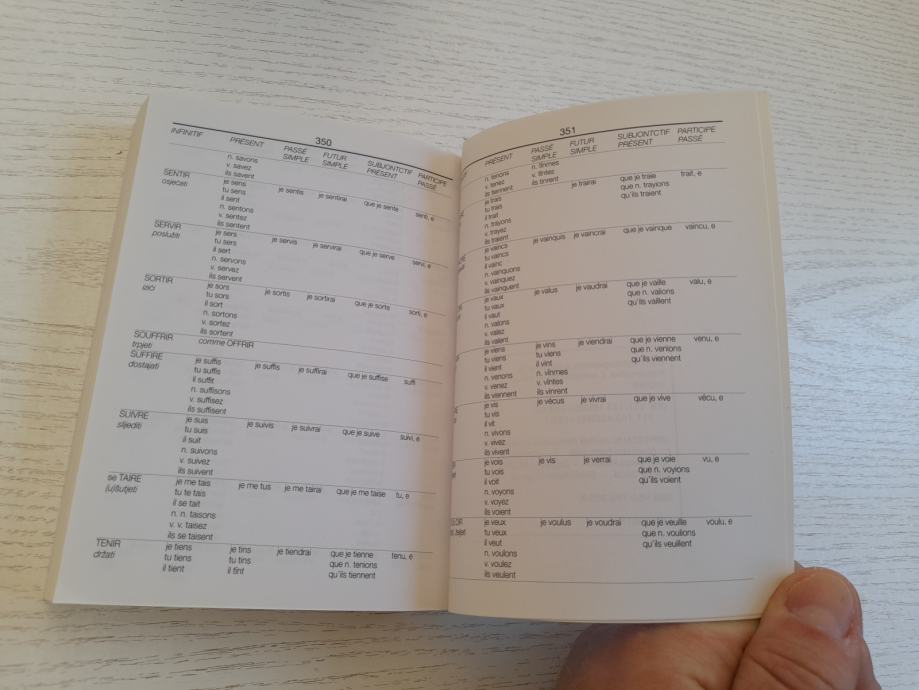 350
INFINITIF PRÉSENT PASSÉ SIMPLE FUTUR SIMPLE SUBJONTCTIF PRÉSENT PARTICIPE PASSÉ
n. savons
v. savez
ils savent
SENTIR je sens je sentis je sentirai que je sente senti, e
osjećati tu sens
il sent
n. sentons
v. sentez
ils sentent
SERVIR je sers je servis je servirai que je serve servi, e
poslužiti tu sers
il sert
n. servons
v. servez
ils servent
SORTIR je sors je sortis je sortirai que je sorte sorti, e
izići tu sors
il sort
n. sortons
v. sortez
ils sortent
SOUFFRIR comme OFFRIR
trpjeti
SUFFIRE je suffis je suffis je suffirai que je suffise suffi
dostajati tu suffis
il suffit
n. suffisons
v. suffisez
ils suffisent
SUIVRE je suis je suivis je suivrai que je suive suivi, e
slijediti tu suis
il suit
n. suivons
v. suivez
ils suivent
se TAIRE je me tais je me tus je me tairai que je me taise tu, e
(u)šutjeti tu te tais
il se tait
n. n. taisons
v. v. taisez
ils se taisent
TENIR je tiens je tins je tiendrai que je tienne tenu, e
držati tu tiens tu tins que n. tenions
il tient il tint qu'ils tiennent
351
PRÉSENT PASSÉ SIMPLE FUTUR SIMPLE SUBJONTCTIF PRÉSENT PARTICIPE PASSÉ
n. tenons n. tînmes
v. tenez v. tîntes
ils tiennent ils tinrent
je trais je trairai que je traie trait, e
tu trais que n. trayions
il trait qu'ils traient
n. trayons
v. trayez
ils traient
je vaincs je vainquis je vaincrai que je vainque vaincu, e
tu vaincs
il vainc
n. vainquons
v. vainquez
ils vainquent
je vaux je valus je vaudrai que je vaille valu, e
tu vaux que n. valions
il vaut qu'ils vaillent
n. valons
v. valez
ils valent
je viens je vins je viendrai que je vienne venu, e
tu viens tu viens que n. venions
il vient il vint qu'ils viennent
n. venons n. vînmes
v. venez v. vîntes
ils viennent ils vinrent
je vis je vécus je vivrai que je vive vécu, e
tu vis
il vit
n. vivons
v. vivez
ils vivent
je vois je vis je verrai que je voie vu, e
tu vois que n. voyions
il voit qu'ils voient
n. voyons
v. voyez
ils voient
je veux je voulus je voudrai que je veuille voulu, e
tu veux que n. voulions
il veut qu'ils veuillent
n. voulons
v. voulez
ils veulent